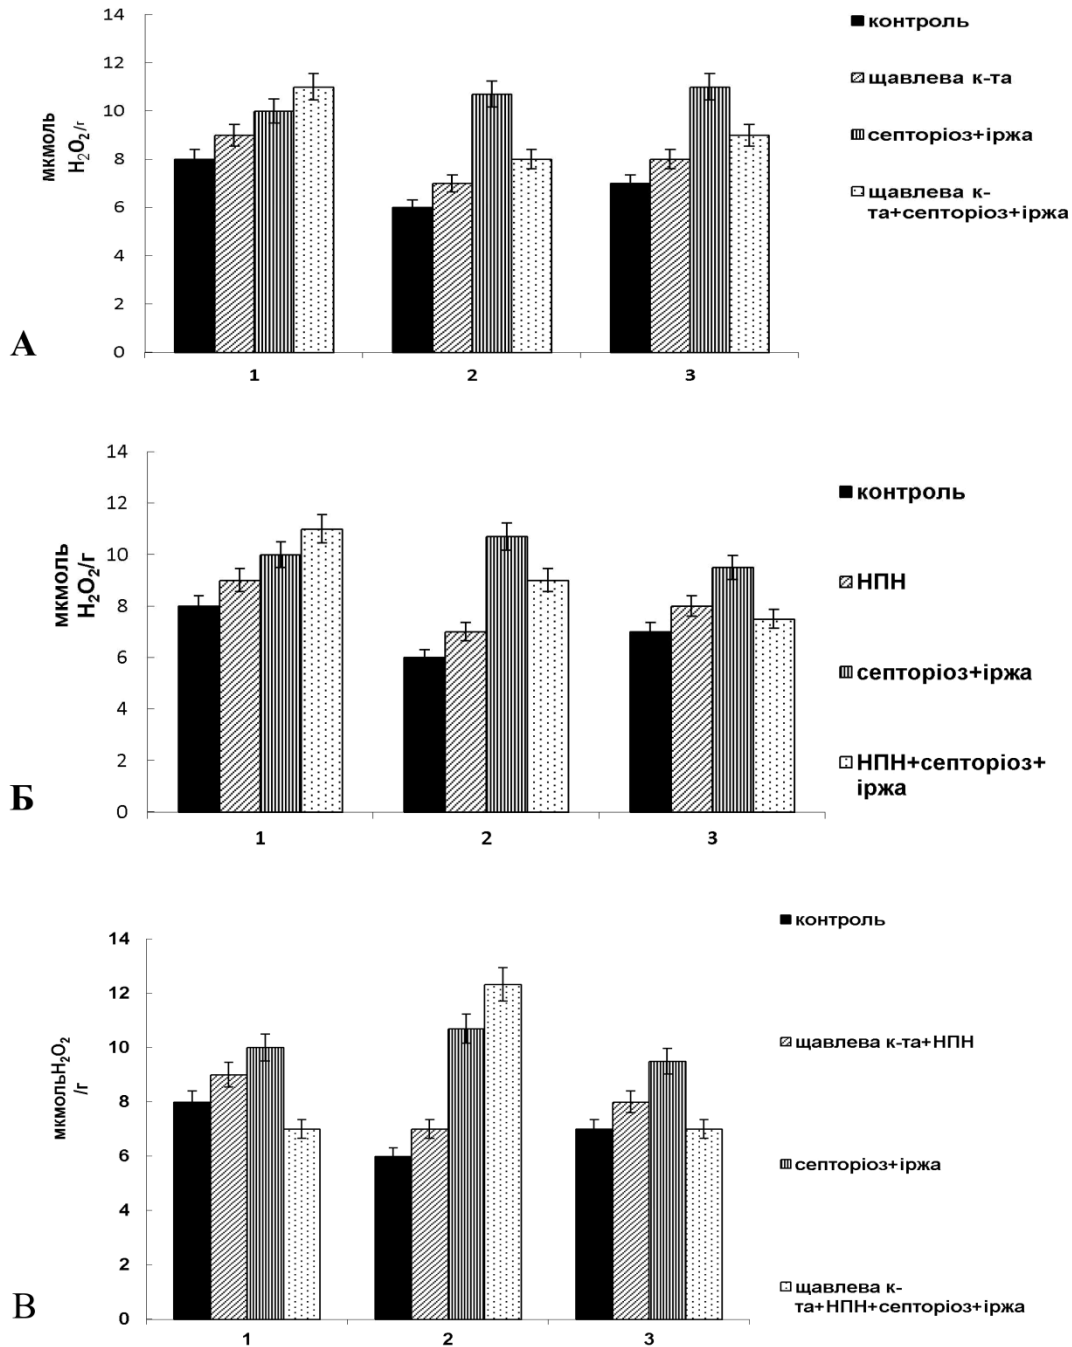 14
12
10
8
6
4
2
0
мкмоль
H₂O₂/г
А
1 2 3
контроль
щавлева к-та
септоріоз+іржа
щавлева к-
та+септоріоз+іржа
14
12
10
8
6
4
2
0
мкмоль
H₂O₂/г
Б
1 2 3
контроль
НПН
септоріоз+іржа
НПН+септоріоз+
іржа
14
12
10
8
6
4
2
0
мкмольH₂O₂
/г
В
1 2 3
контроль
щавлева к-та+НПН
септоріоз+іржа
щавлева к-
та+НПН+септоріоз+іржа